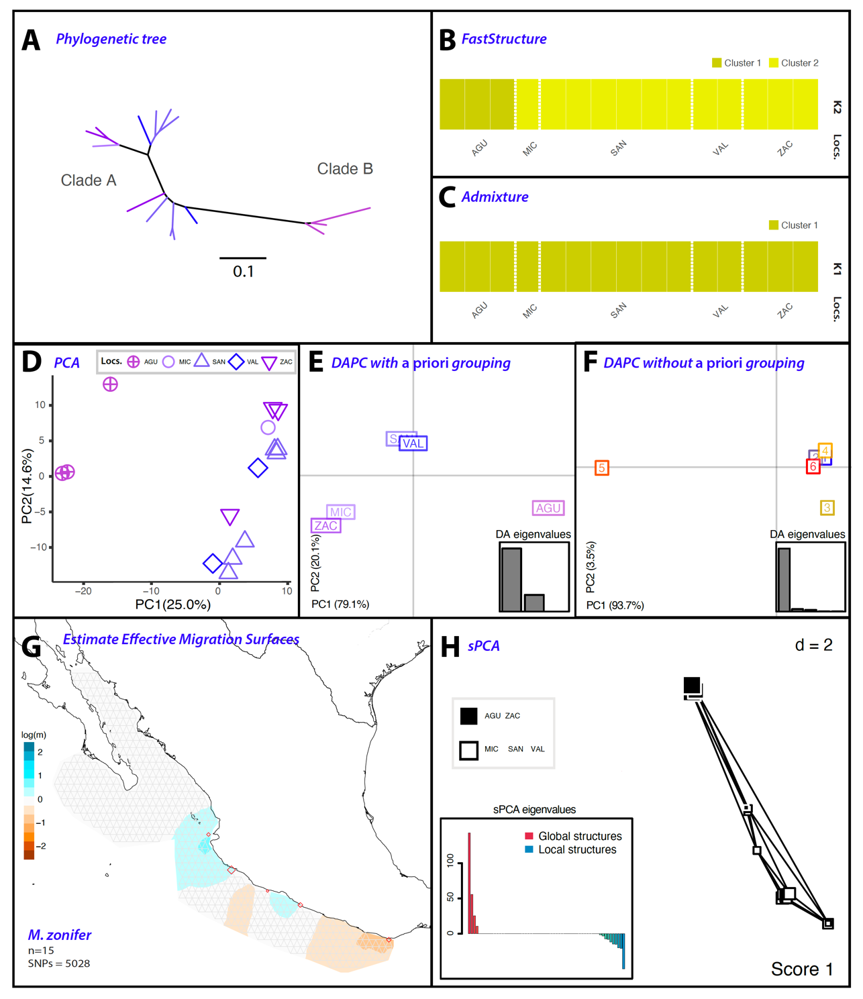 A Phylogenetic tree
Clade A
Clade B
0.1
B FastStructure
Cluster 1 Cluster 2
K2
AGU MIC SAN VAL ZAC Locs.
C Admixture
Cluster 1
K1
AGU MIC SAN VAL ZAC Locs.
D PCA
Locs. AGU MIC SAN VAL ZAC
PC2(14.6%)
10
5
0
−5
−10
−20 −10 0 10
PC1(25.0%)
E DAPC with a priori grouping
VAL
MIC
ZAC
AGU
PC2 (20.1%)
PC1 (79.1%)
DA eigenvalues
F DAPC without a priori grouping
4
5
6
3
PC2 (3.5%)
PC1 (93.7%)
DA eigenvalues
G Estimate Effective Migration Surfaces
log(m)
2
1
0
−1
−2
M. zonifer
n=15
SNPs = 5028
H sPCA
d = 2
AGU ZAC
MIC SAN VAL
sPCA eigenvalues
Global structures
Local structures
100
50
0
Score 1